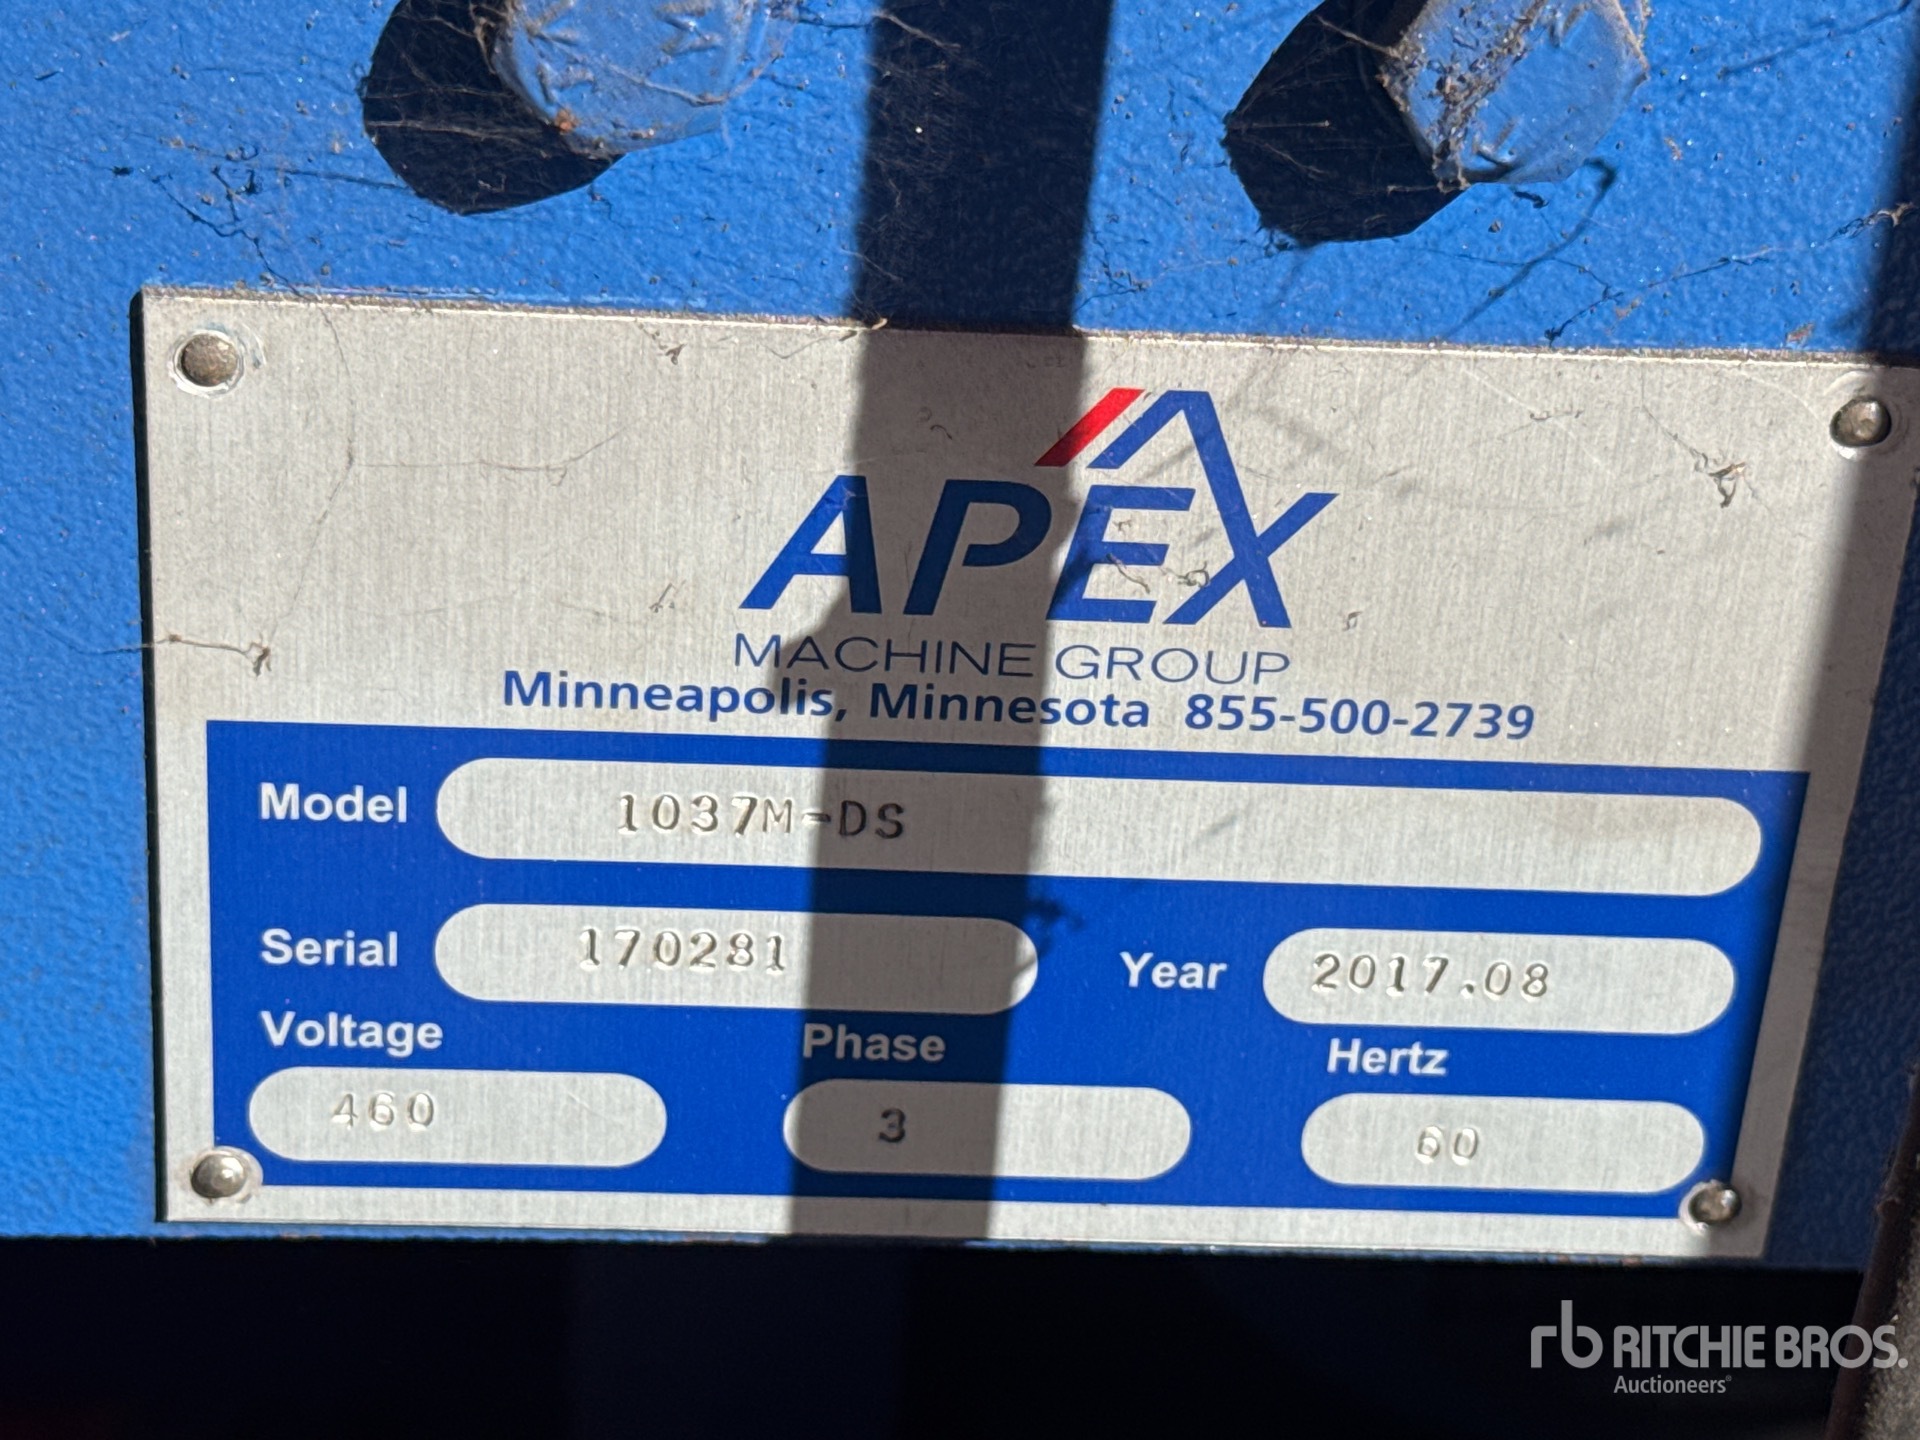 APEX
MACHINE GROUP
Minneapolis, Minnesota 855-500-2739
Model 1037M-DS
Serial 170281 Year 2017.08
Voltage Phase Hertz
460 3 60
rb RITCHIE BROS.
Auctioneers®